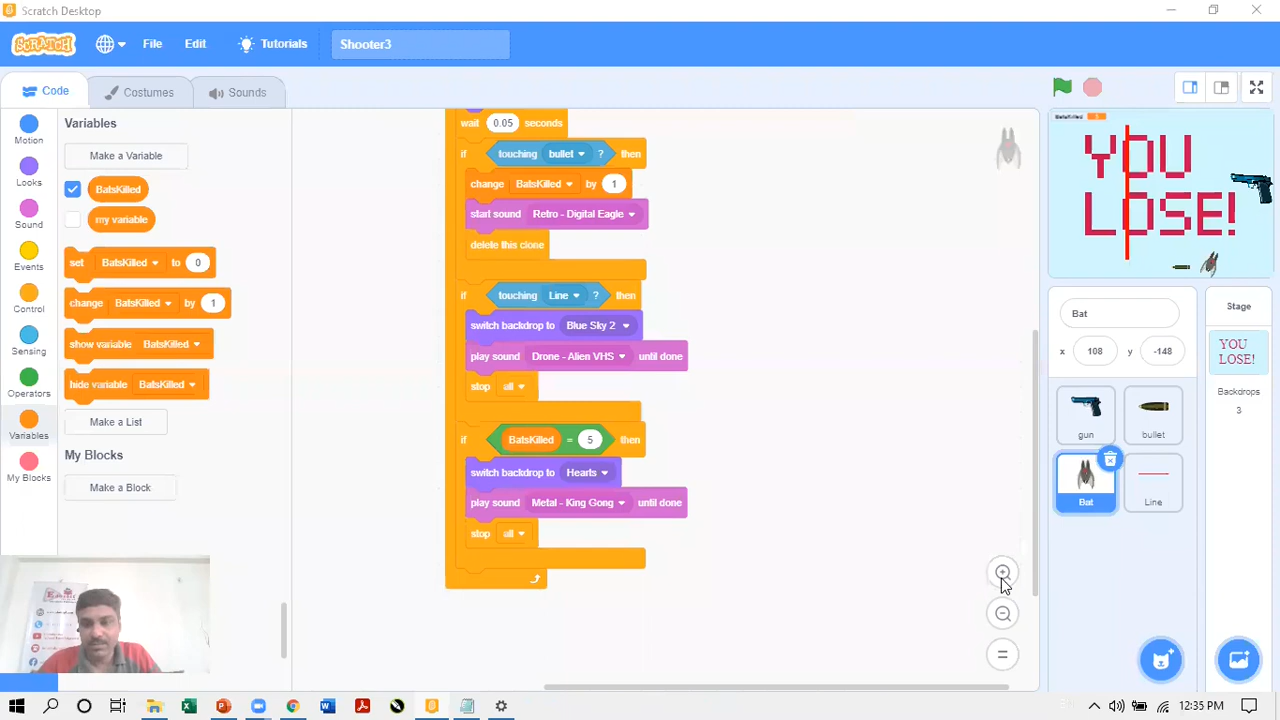 Scratch Desktop
SCRATCH
File
Edit
Tutorials
Shooter3
Code
Costumes
Sounds
Motion
Looks
Sound
Events
Control
Sensing
Operators
Variables
My Blocks
Variables
Make a Variable
BatsKilled
my variable
set BatsKilled to 0
change BatsKilled by 1
show variable BatsKilled
hide variable BatsKilled
Make a List
My Blocks
Make a Block
wait 0.05 seconds
if touching bullet ? then
change BatsKilled by 1
start sound Retro - Digital Eagle
delete this clone
if touching Line ? then
switch backdrop to Blue Sky 2
play sound Drone - Alien VHS until done
stop all
if BatsKilled = 5 then
switch backdrop to Hearts
play sound Metal - King Gong until done
stop all
BatsKilled
YOU
LOSE!
Bat
x 108 y -148
gun
bullet
Bat
Line
Stage
YOU
LOSE!
Backdrops
3
12:35 PM